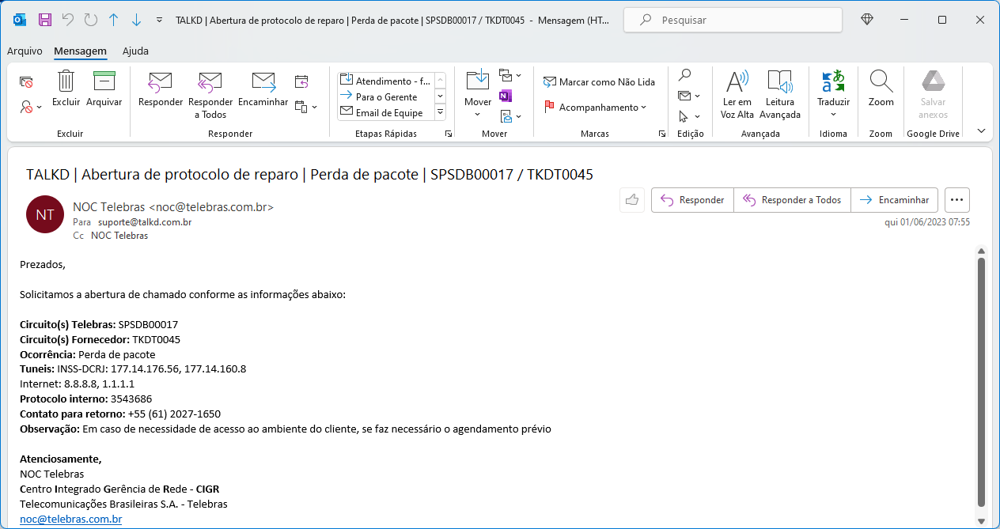 TALKD | Abertura de protocolo de reparo | Perda de pacote | SPSDB00017 / TKDT0045 - Mensagem (HT...
Pesquisar
Arquivo Mensagem Ajuda
Excluir
Arquivar
Excluir
Responder
Responder a Todos
Encaminhar
Responder
Atendimento - f...
Para o Gerente
Email de Equipe
Etapas Rápidas
Mover
Mover
Marcar como Não Lida
Acompanhamento
Marcas
Edição
Ler em Voz Alta
Leitura Avançada
Avançada
Traduzir
Idioma
Zoom
Zoom
Salvar anexos
Google Drive
TALKD | Abertura de protocolo de reparo | Perda de pacote | SPSDB00017 / TKDT0045
NT
NOC Telebras <noc@telebras.com.br>
Para suporte@talkd.com.br
Cc NOC Telebras
Responder
Responder a Todos
Encaminhar
qui 01/06/2023 07:55
Prezados,
Solicitamos a abertura de chamado conforme as informações abaixo:
Circuito(s) Telebras: SPSDB00017
Circuito(s) Fornecedor: TKDT0045
Ocorrência: Perda de pacote
Tuneis: INSS-DCRJ: 177.14.176.56, 177.14.160.8
Internet: 8.8.8.8, 1.1.1.1
Protocolo interno: 3543686
Contato para retorno: +55 (61) 2027-1650
Observação: Em caso de necessidade de acesso ao ambiente do cliente, se faz necessário o agendamento prévio
Atenciosamente,
NOC Telebras
Centro Integrado Gerência de Rede - CIGR
Telecomunicações Brasileiras S.A. - Telebras
noc@telebras.com.br